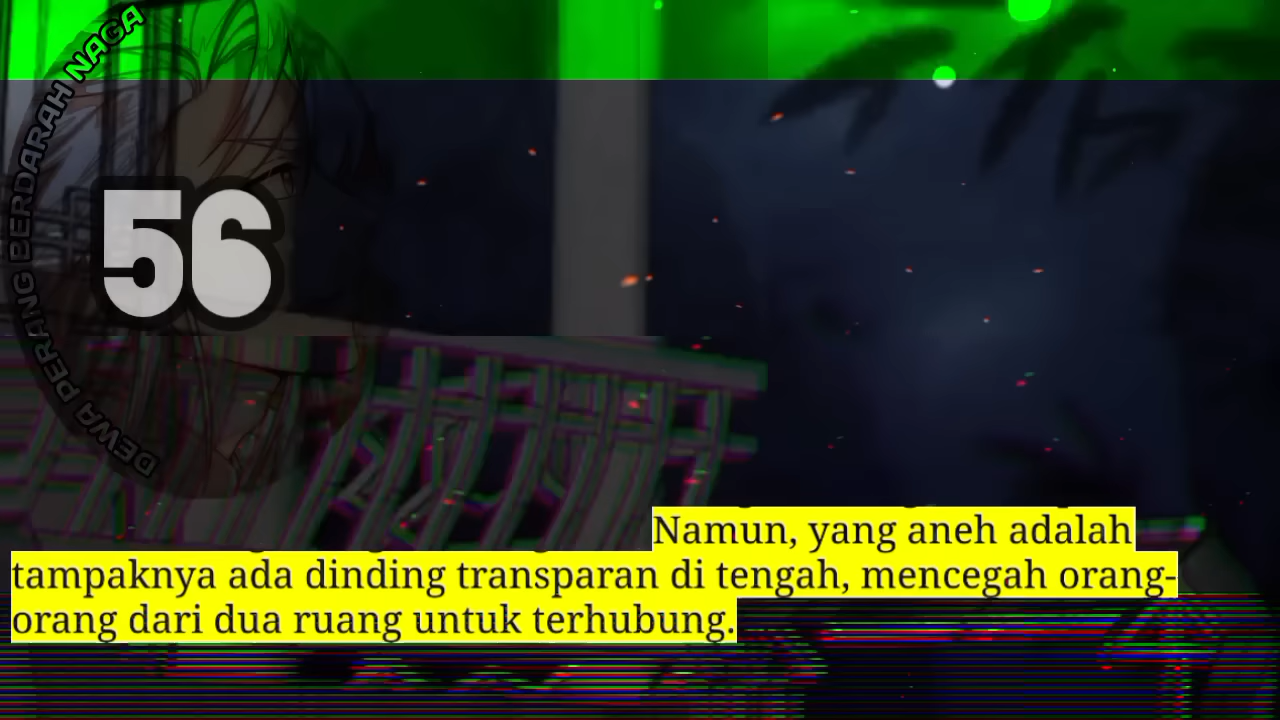 DEWA PERANG BERDARAH NAGA
56
Namun, yang aneh adalah
tampaknya ada dinding transparan di tengah, mencegah orang-
orang dari dua ruang untuk terhubung.